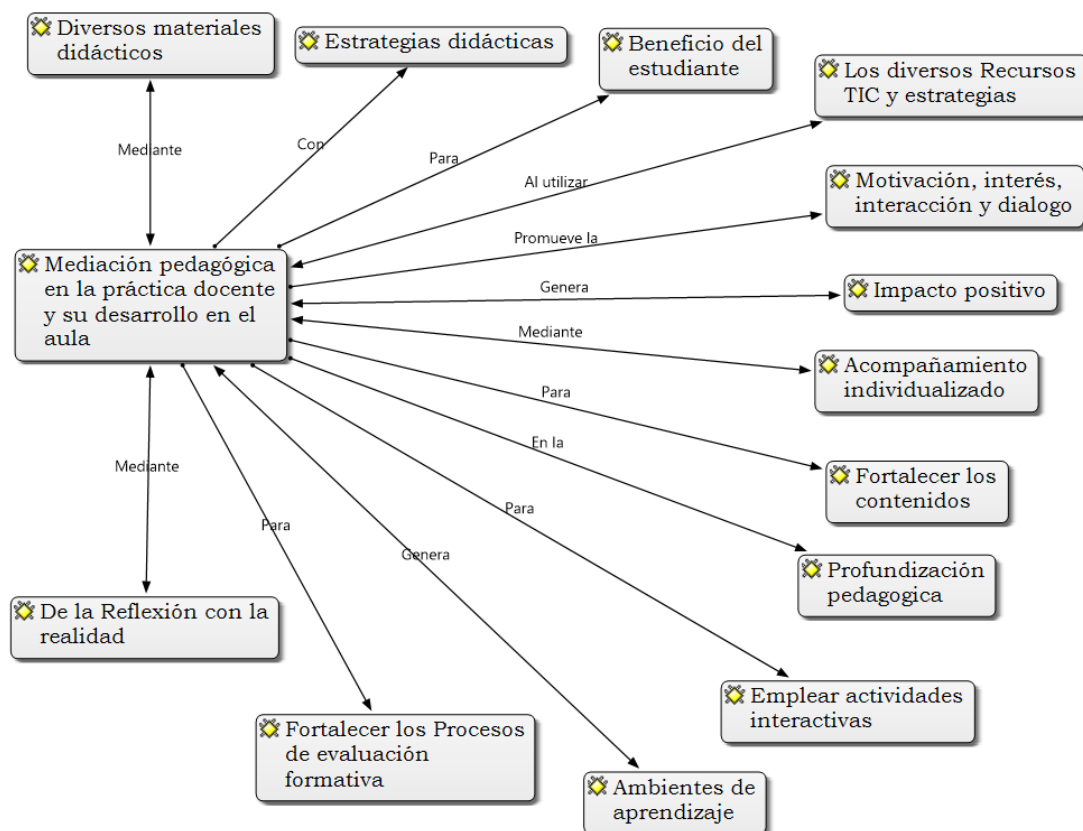 Diversos materiales
didácticos
Estrategias didácticas
Beneficio del
estudiante
Los diversos Recursos
TIC y estrategias
Mediante
Con
Para
Al utilizar
Motivación, interés,
interacción y dialogo
Promueve la
Mediación pedagógica
en la práctica docente
y su desarrollo en el
aula
Genera
Impacto positivo
Mediante
Acompañamiento
individualizado
Para
En la
Fortalecer los
contenidos
Mediante
Para
Para
Genera
Profundización
pedagogica
De la Reflexión con la
realidad
Emplear actividades
interactivas
Fortalecer los Procesos
de evaluación
formativa
Ambientes de
aprendizaje